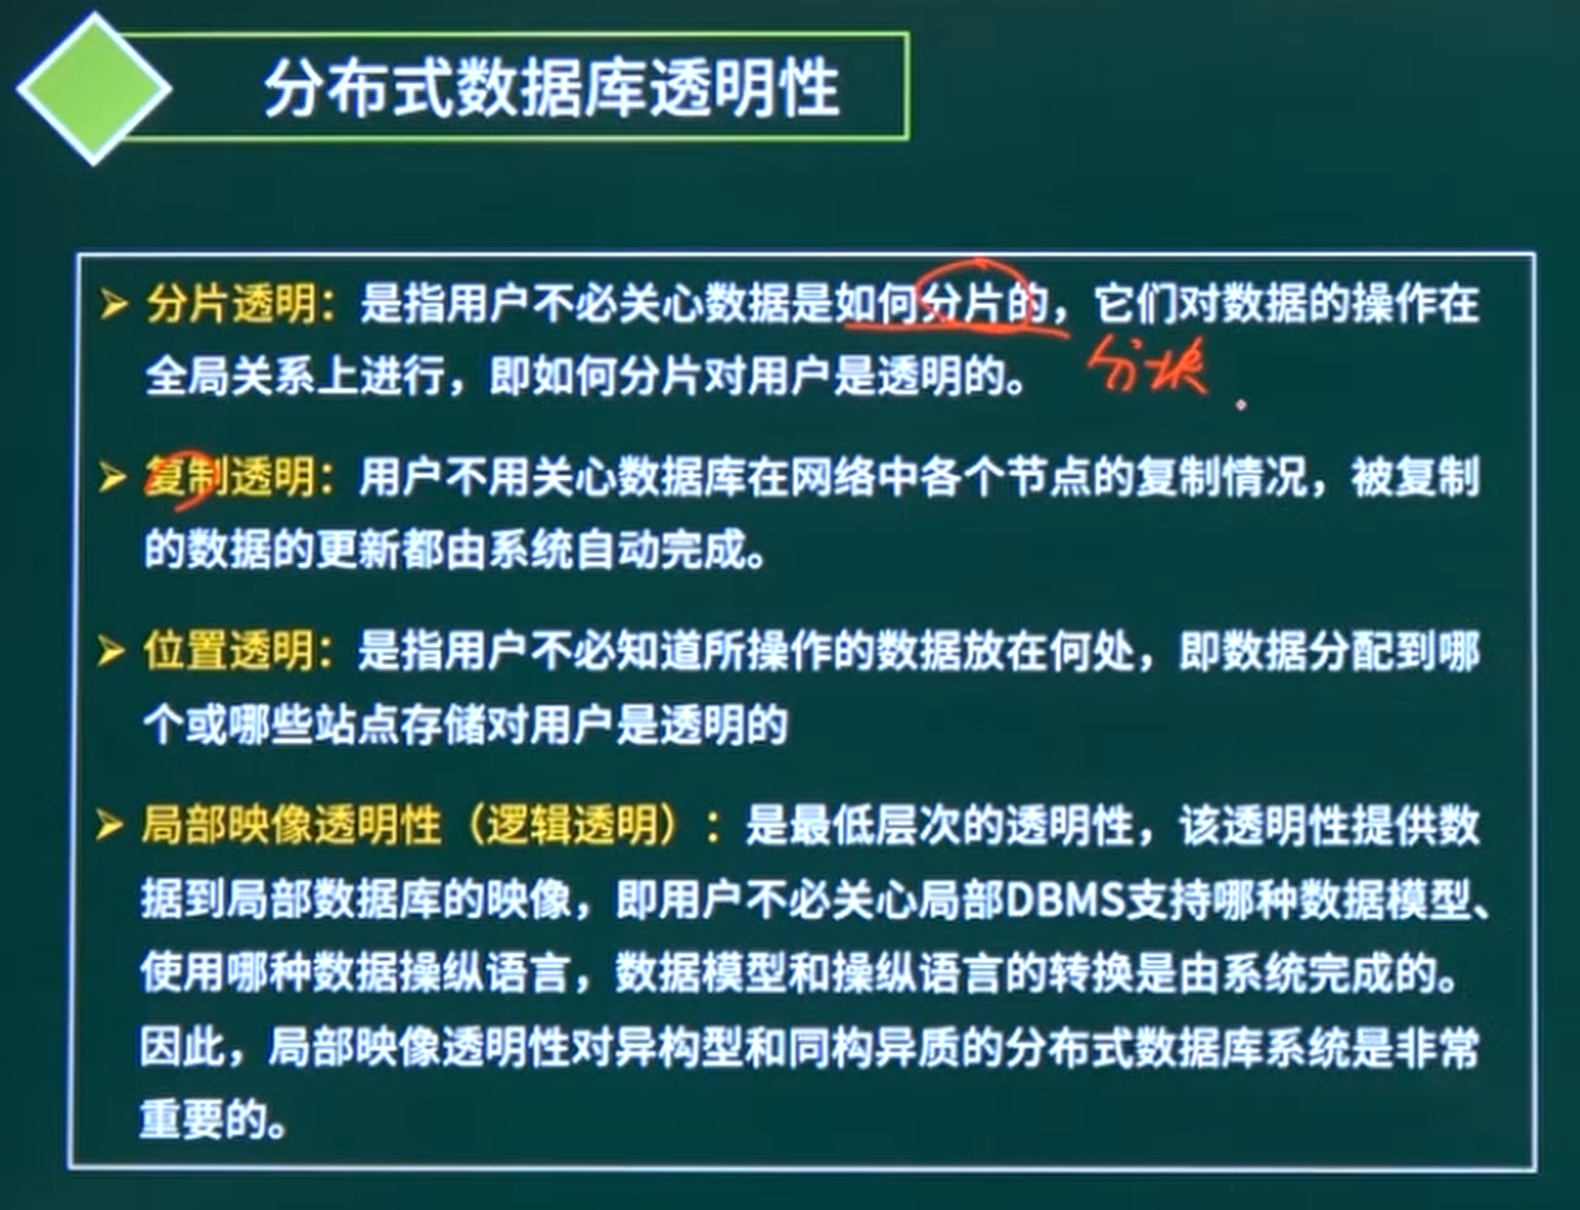 分布式数据库透明性
➢ 分片透明：是指用户不必关心数据是如何分片的，它们对数据的操作在
全局关系上进行，即如何分片对用户是透明的。
分块
➢ 复制透明：用户不用关心数据库在网络中各个节点的复制情况，被复制
的数据的更新都由系统自动完成。
➢ 位置透明：是指用户不必知道所操作的数据放在何处，即数据分配到哪
个或哪些站点存储对用户是透明的
➢ 局部映像透明性（逻辑透明）：是最低层次的透明性，该透明性提供数
据到局部数据库的映像，即用户不必关心局部DBMS支持哪种数据模型、
使用哪种数据操纵语言，数据模型和操纵语言的转换是由系统完成的。
因此，局部映像透明性对异构型和同构异质的分布式数据库系统是非常
重要的。